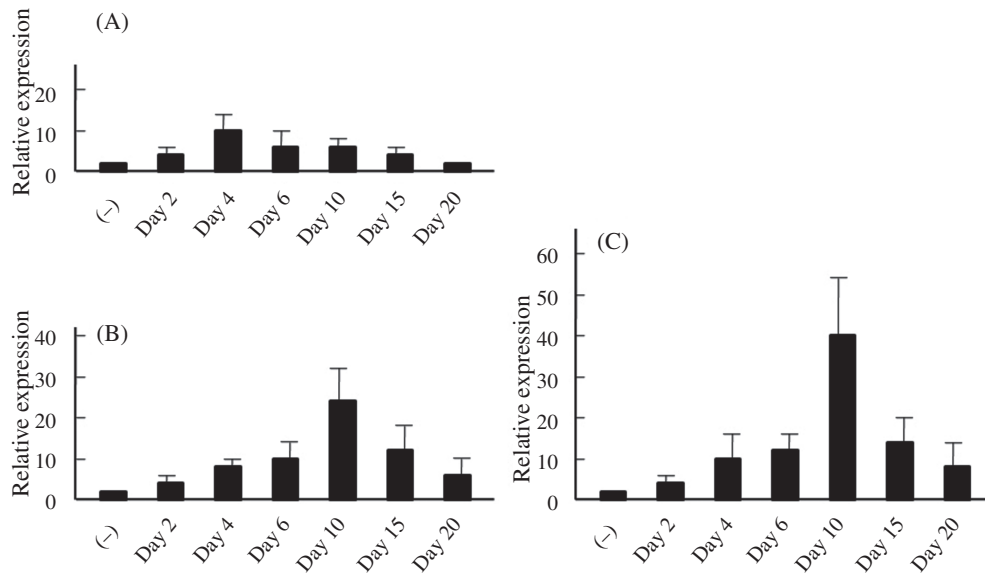 (A)
Relative expression
20
10
0
(–)
Day 2
Day 4
Day 6
Day 10
Day 15
Day 20
(B)
Relative expression
40
30
20
10
0
(–)
Day 2
Day 4
Day 6
Day 10
Day 15
Day 20
(C)
Relative expression
60
50
40
30
20
10
0
(–)
Day 2
Day 4
Day 6
Day 10
Day 15
Day 20